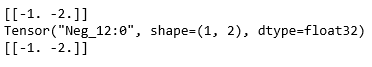 [[-1. -2.]]
Tensor("Neg_12:0", shape=(1, 2), dtype=float32)
[[-1. -2.]]